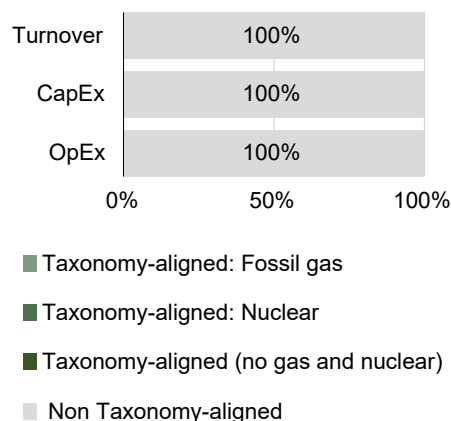 Turnover 100%
CapEx 100%
OpEx 100%
0% 50% 100%
Taxonomy-aligned: Fossil gas
Taxonomy-aligned: Nuclear
Taxonomy-aligned (no gas and nuclear)
Non Taxonomy-aligned